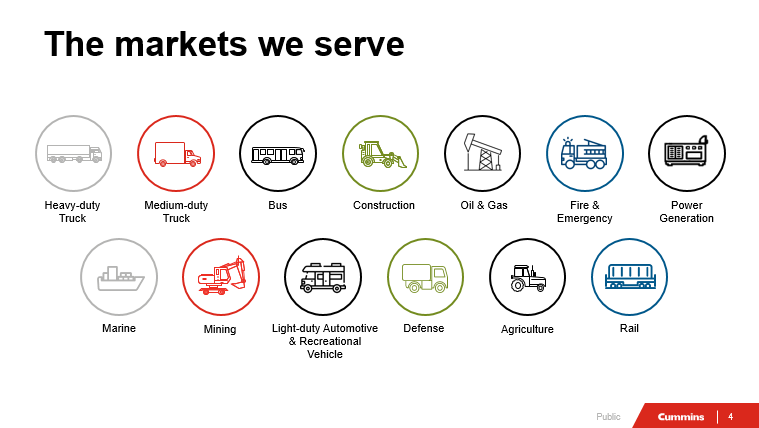 The markets we serve
Heavy-duty
Truck
Medium-duty
Truck
Bus
Construction
Oil & Gas
Fire &
Emergency
Power
Generation
Marine
Mining
Light-duty Automotive
& Recreational
Vehicle
Defense
Agriculture
Rail
Public
Cummins
4